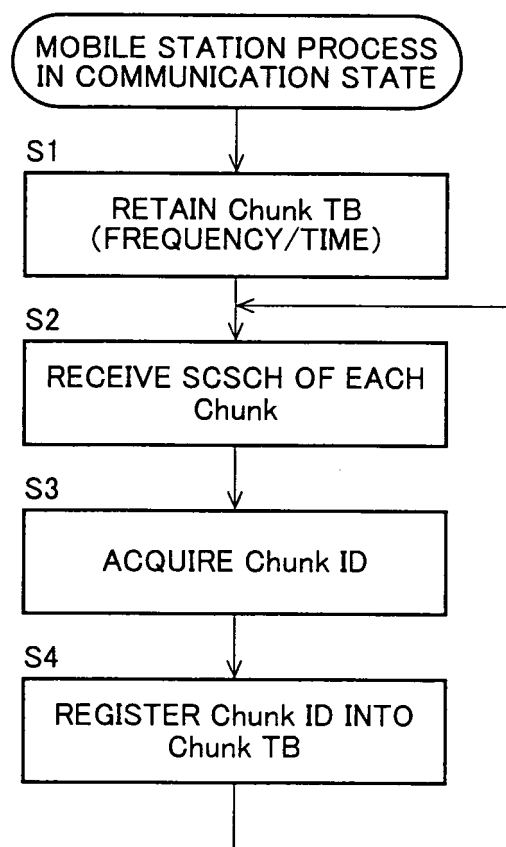 MOBILE STATION PROCESS
IN COMMUNICATION STATE
S1
RETAIN Chunk TB
(FREQUENCY/TIME)
S2
RECEIVE SCSCH OF EACH
Chunk
S3
ACQUIRE Chunk ID
S4
REGISTER Chunk ID INTO
Chunk TB